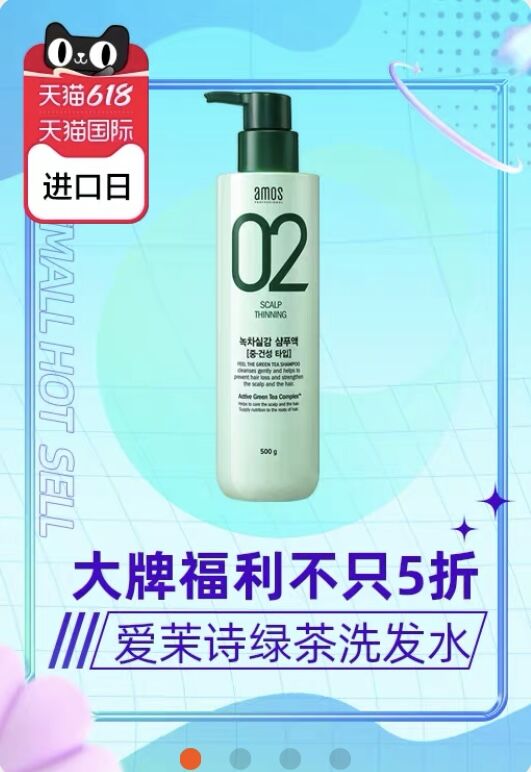 天猫618
天猫国际
进口日
MALL HOT SELL
amos
PROFESSIONAL
02
SCALP
THINNING
녹차실감 샴푸액
[중·건성 타입]
FEEL THE GREEN TEA SHAMPOO
cleanses gently and helps to
prevent hair loss and strengthen
the scalp and the hair.
Active Green Tea Complex™
Helps to care the scalp and the hair.
Supply nutrition to the roots of hair.
500 g
大牌福利不只5折
爱茉诗绿茶洗发水